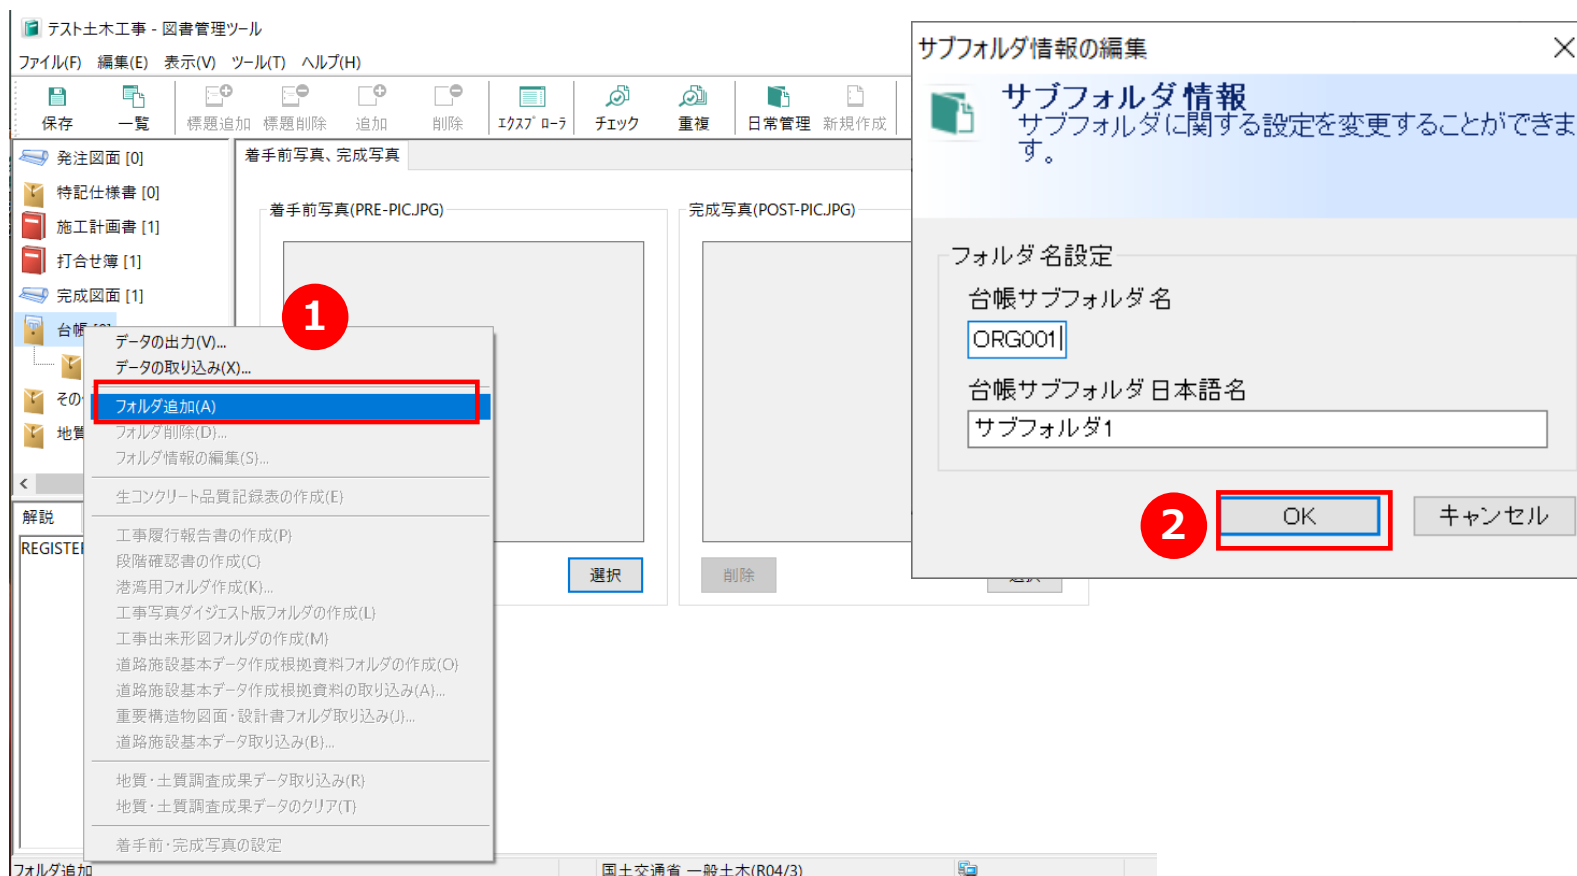 テスト土木工事 - 図書管理ツール
ファイル(F) 編集(E) 表示(V) ツール(T) ヘルプ(H)
保存 一覧 標題追加 標題削除 追加 削除 ｴｸｽﾌﾟﾛｰﾗ チェック 重複 日常管理 新規作成
発注図面 [0]
特記仕様書 [0]
施工計画書 [1]
打合せ簿 [1]
完成図面 [1]
台帳
その
地質
解説
REGISTE
着手前写真、完成写真
着手前写真(PRE-PIC.JPG)
完成写真(POST-PIC.JPG)
選択
削除
1
データの出力(V)...
データの取り込み(X)...
フォルダ追加(A)
フォルダ削除(D)...
フォルダ情報の編集(S)...
生コンクリート品質記録表の作成(E)
工事履行報告書の作成(P)
段階確認書の作成(C)
港湾用フォルダ作成(K)...
工事写真ダイジェスト版フォルダの作成(L)
工事出来形図フォルダの作成(M)
道路施設基本データ作成根拠資料フォルダの作成(O)
道路施設基本データ作成根拠資料の取り込み(A)...
重要構造物図面・設計書フォルダ取り込み(J)...
道路施設基本データ取り込み(B)...
地質・土質調査成果データ取り込み(R)
地質・土質調査成果データのクリア(T)
着手前・完成写真の設定
フォルダ追加
国土交通省 一般土木(R04/3)
サブフォルダ情報の編集
サブフォルダ情報
サブフォルダに関する設定を変更することができま
す。
フォルダ名設定
台帳サブフォルダ名
ORG001
台帳サブフォルダ日本語名
サブフォルダ1
2
OK
キャンセル